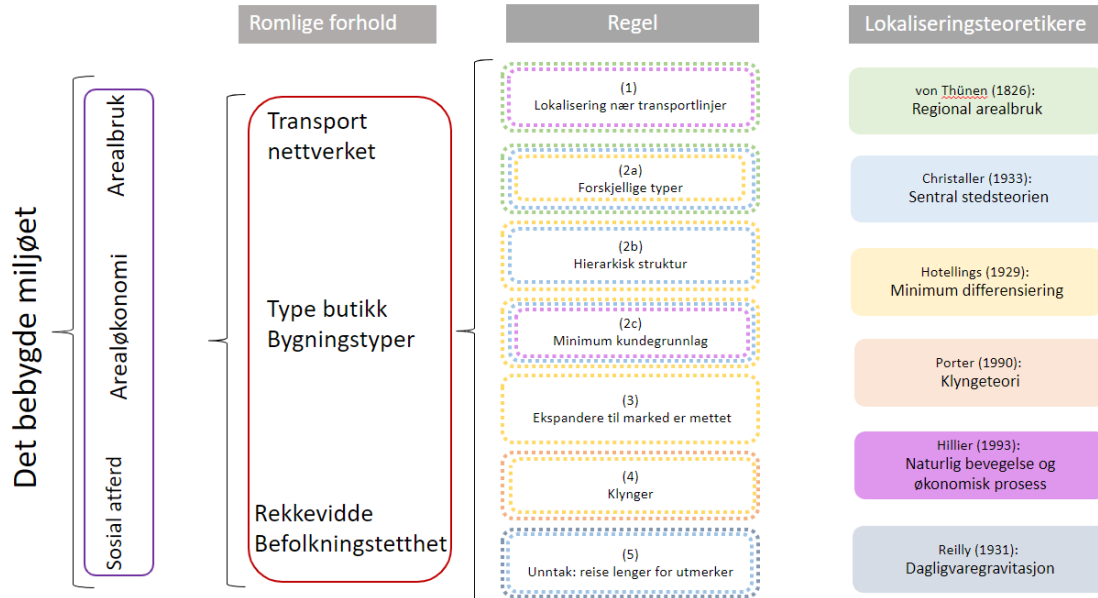 Romlige forhold
Regel
Lokaliseringsteoretikere
Det bebygde miljøet
Arealbruk
Arealøkonomi
Sosial atferd
Transport
nettverket
Type butikk
Bygningstyper
Rekkevidde
Befolkningstetthet
(1)
Lokalisering nær transportlinjer
(2a)
Forskjellige typer
(2b)
Hierarkisk struktur
(2c)
Minimum kundegrunnlag
(3)
Ekspandere til marked er mettet
(4)
Klynger
(5)
Unntak: reise lenger for utmerker
von Thünen (1826):
Regional arealbruk
Christaller (1933):
Sentral stedsteorien
Hotellings (1929):
Minimum differensiering
Porter (1990):
Klyngeteori
Hillier (1993):
Naturlig bevegelse og
økonomisk prosess
Reilly (1931):
Dagligvaregravitasjon